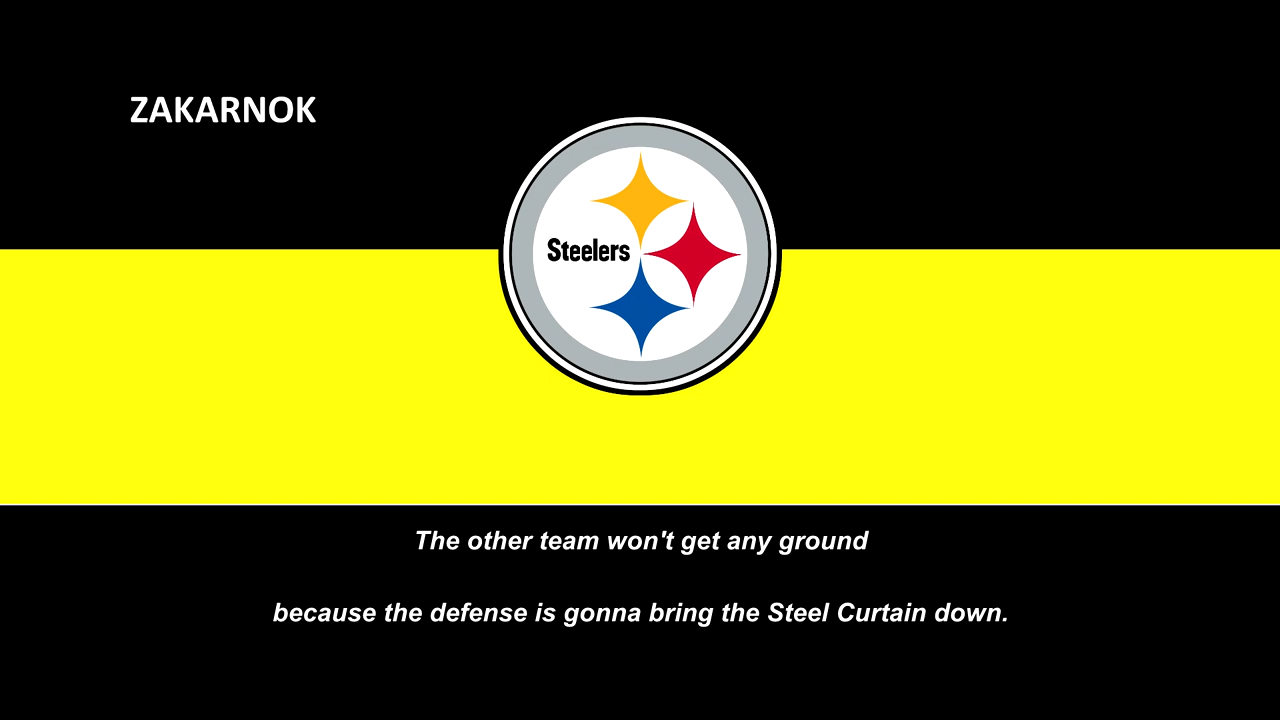 ZAKARNOK
Steelers
The other team won't get any ground
because the defense is gonna bring the Steel Curtain down.